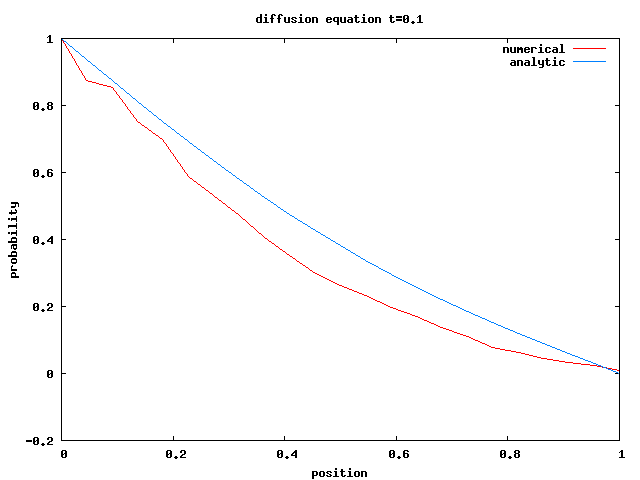 diffusion equation t=0.1
numerical
analytic
1
0.8
0.6
0.4
0.2
0
-0.2
probability
0 0.2 0.4 0.6 0.8 1
position